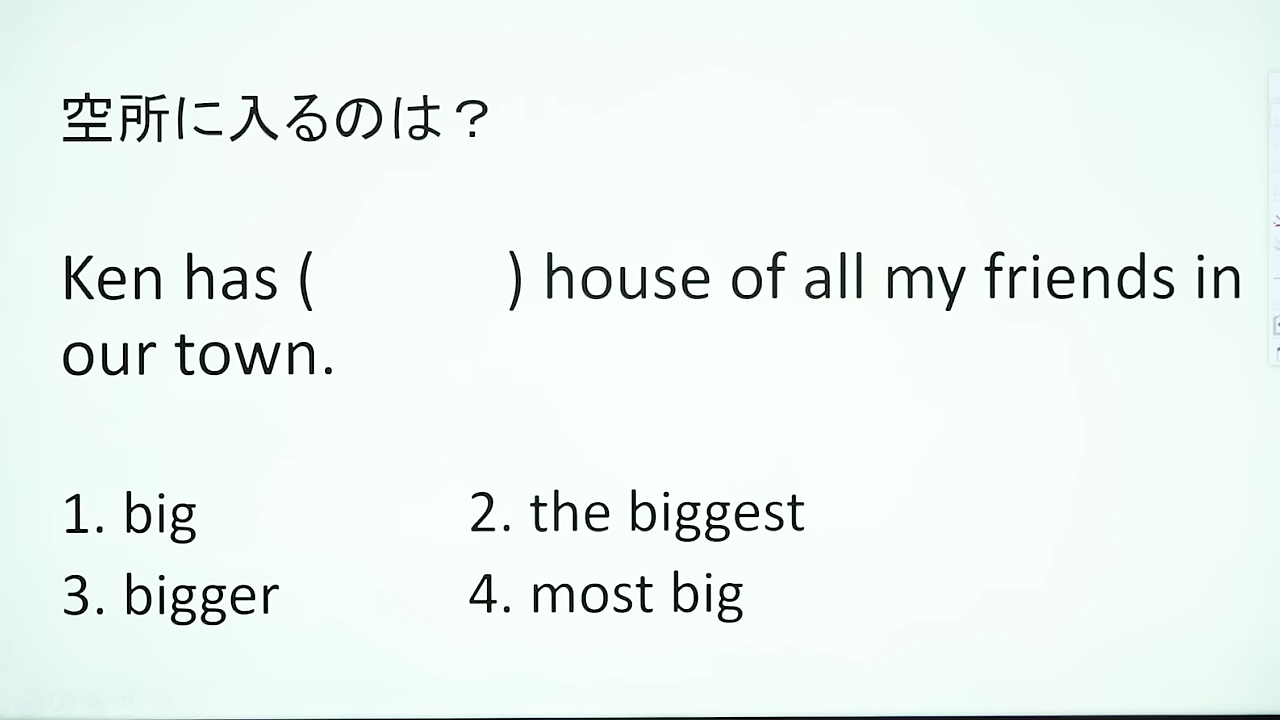 空所に入るのは？
Ken has (            ) house of all my friends in
our town.
1. big
2. the biggest
3. bigger
4. most big